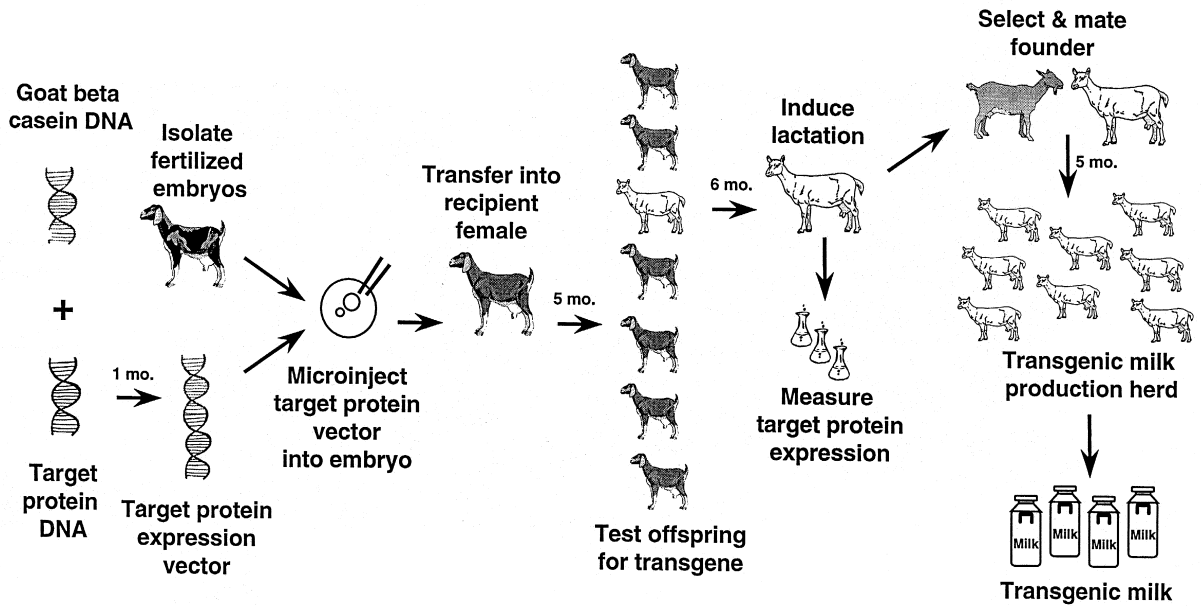 Goat beta
casein DNA
+
Target
protein
DNA
1 mo.
Target protein
expression
vector
Isolate
fertilized
embryos
Microinject
target protein
vector
into embryo
Transfer into
recipient
female
5 mo.
Test offspring
for transgene
6 mo.
Induce
lactation
Measure
target protein
expression
Select & mate
founder
5 mo.
Transgenic milk
production herd
Milk
Milk
Milk
Milk
Transgenic milk